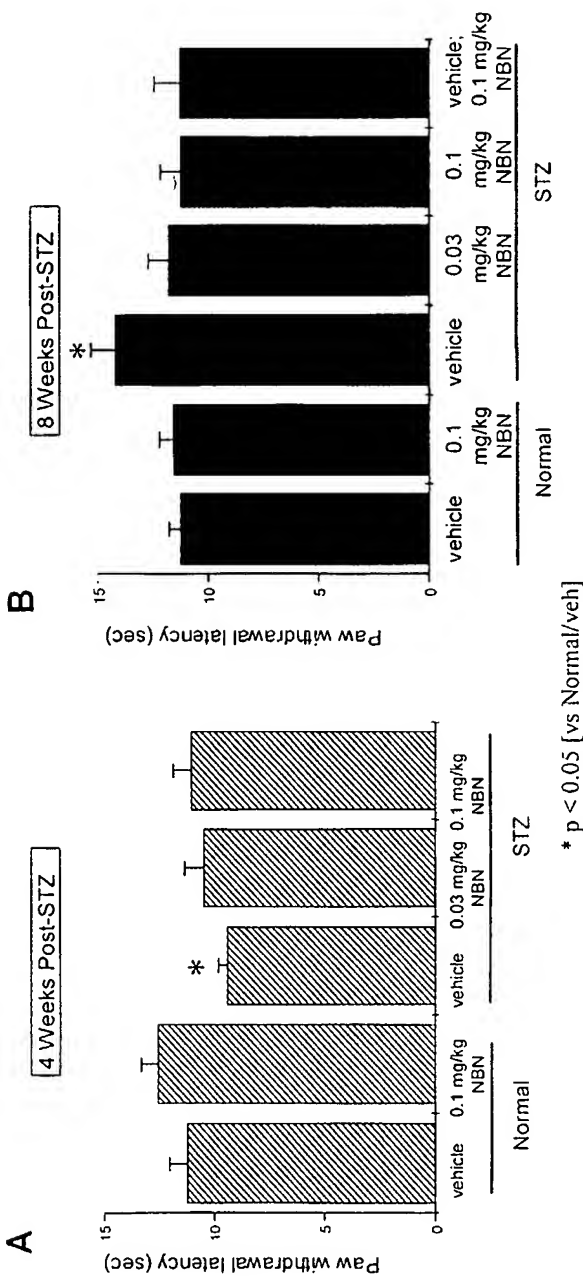 A
4 Weeks Post-STZ
Paw withdrawal latency (sec)
15
10
5
0
vehicle
0.1 mg/kg
NBN
vehicle
0.03 mg/kg
NBN
0.1 mg/kg
NBN
Normal
STZ
B
8 Weeks Post-STZ
Paw withdrawal latency (sec)
15
10
5
0
vehicle
0.1
mg/kg
NBN
vehicle
0.03
mg/kg
NBN
0.1
mg/kg
NBN
vehicle;
0.1 mg/kg
NBN
Normal
STZ
*
*
* p < 0.05 [vs Normal/veh]